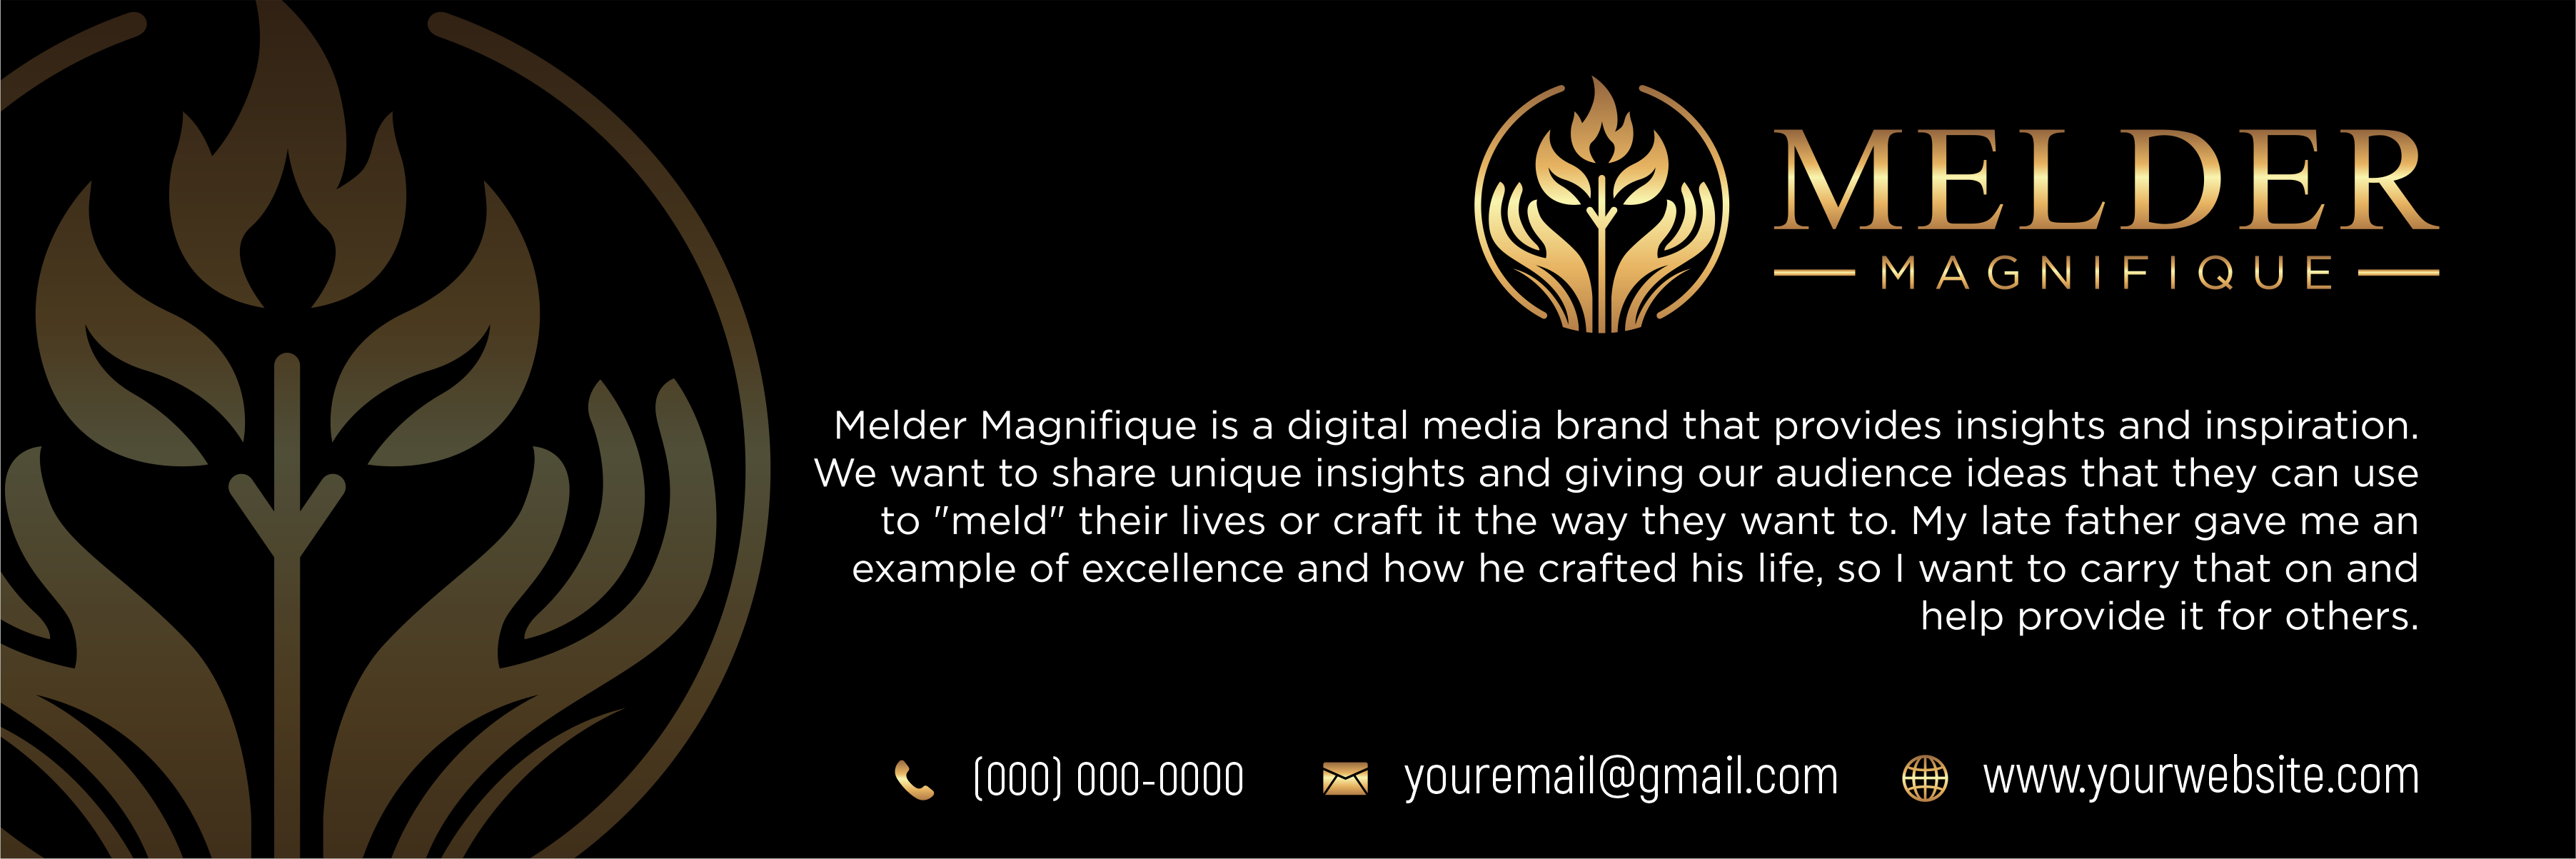 MELDER
MAGNIFIQUE
Melder Magnifique is a digital media brand that provides insights and inspiration.
We want to share unique insights and giving our audience ideas that they can use
to "meld" their lives or craft it the way they want to. My late father gave me an
example of excellence and how he crafted his life, so I want to carry that on and
help provide it for others.
(000) 000-0000 youremail@gmail.com www.yourwebsite.com